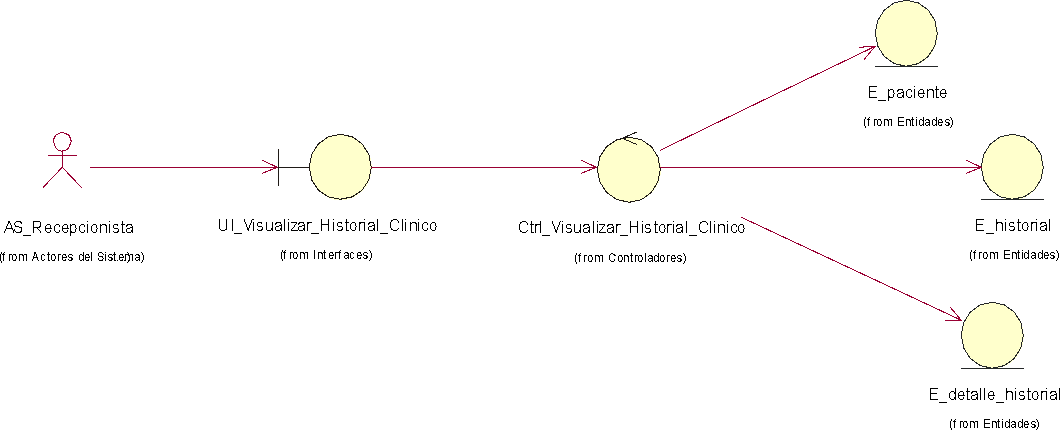 E_paciente
(from Entidades)
AS_Recepcionista
(from Actores del Sistema)
UI_Visualizar_Historial_Clinico
(from Interfaces)
Ctrl_Visualizar_Historial_Clinico
(from Controladores)
E_historial
(from Entidades)
E_detalle_historial
(from Entidades)